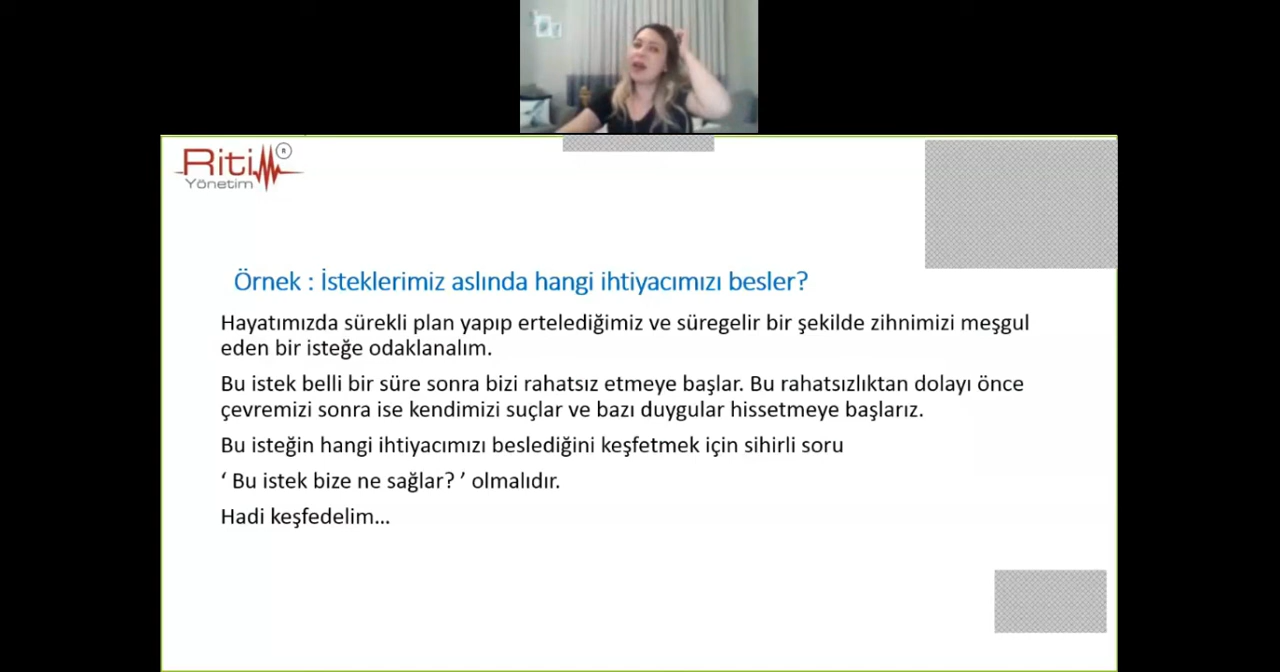 Ritim
Yönetim
®
Örnek : İsteklerimiz aslında hangi ihtiyacımızı besler?
Hayatımızda sürekli plan yapıp ertelediğimiz ve süregelir bir şekilde zihnimizi meşgul
eden bir isteğe odaklanalım.
Bu istek belli bir süre sonra bizi rahatsız etmeye başlar. Bu rahatsızlıktan dolayı önce
çevremizi sonra ise kendimizi suçlar ve bazı duygular hissetmeye başlarız.
Bu isteğin hangi ihtiyacımızı beslediğini keşfetmek için sihirli soru
‘ Bu istek bize ne sağlar? ’ olmalıdır.
Hadi keşfedelim...